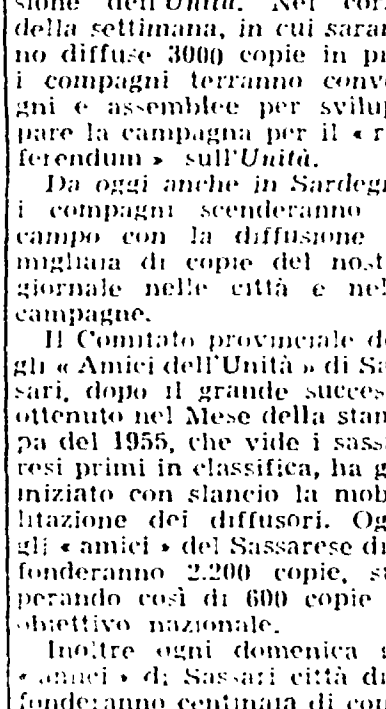 sione dell'Unità. Nel cor
della settimana, in cui saran
no diffuse 3000 copie in pr
i compagni terranno conve
gni e assemblee per svilup
pare la campagna per il « r
ferendum » sull'Unità.
Da oggi anche in Sardegn
i compagni scenderanno
campo con la diffusione
migliaia di copie del nost
giornale nelle città e nel
campagne.
Il Comitato provinciale de
gli « Amici dell'Unità » di Sa
sari, dopo il grande succes
ottenuto nel Mese della stam
pa del 1955, che vide i sass
resi primi in classifica, ha g
iniziato con slancio la mob
litazione dei diffusori. Og
gli « amici » del Sassarese di
fonderanno 2.200 copie, su
perando così di 600 copie
obiettivo nazionale.
Inoltre ogni domenica g
« amici » di Sassari città di
fonderanno centinaia di cop